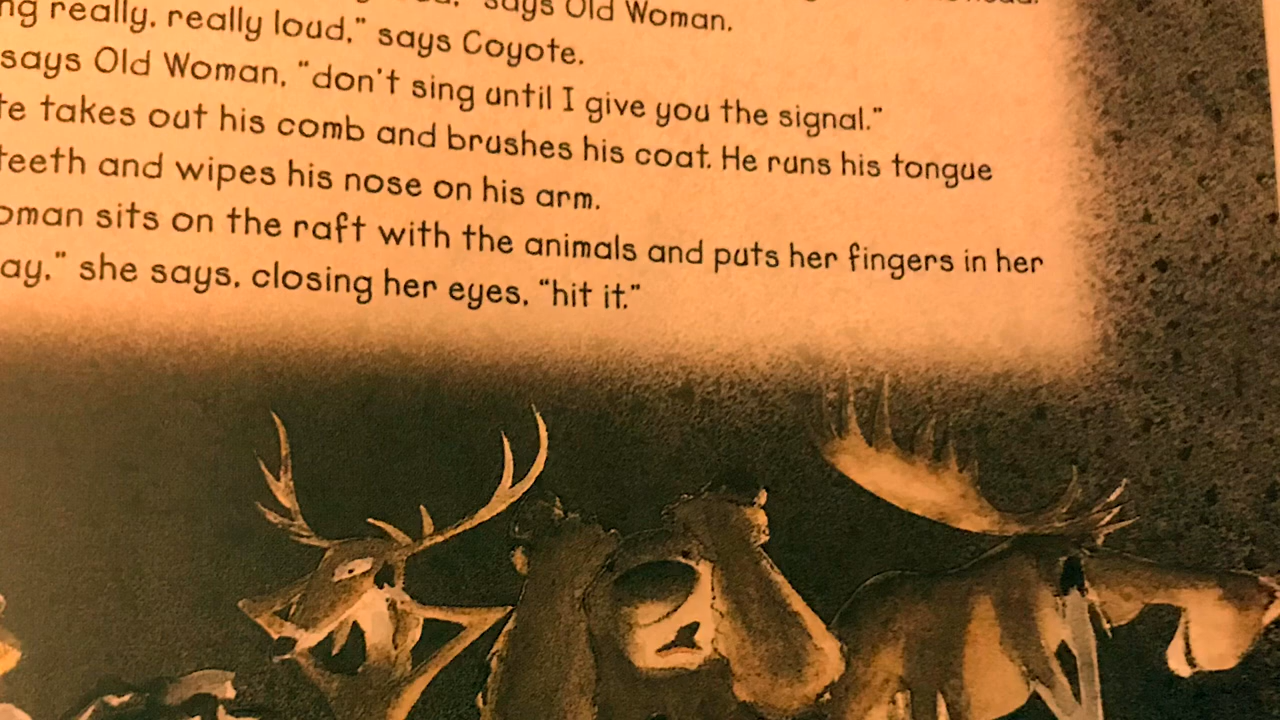 says Old Woman.
ng really, really loud," says Coyote.
says Old Woman, "don't sing until I give you the signal."
te takes out his comb and brushes his coat. He runs his tongue
teeth and wipes his nose on his arm.
oman sits on the raft with the animals and puts her fingers in her
ay," she says, closing her eyes, "hit it."